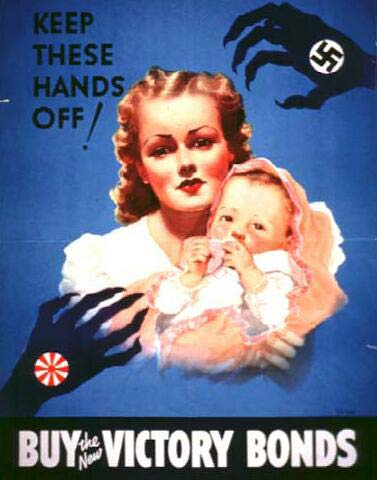 KEEP
THESE
HANDS
OFF!
BUY the New VICTORY BONDS